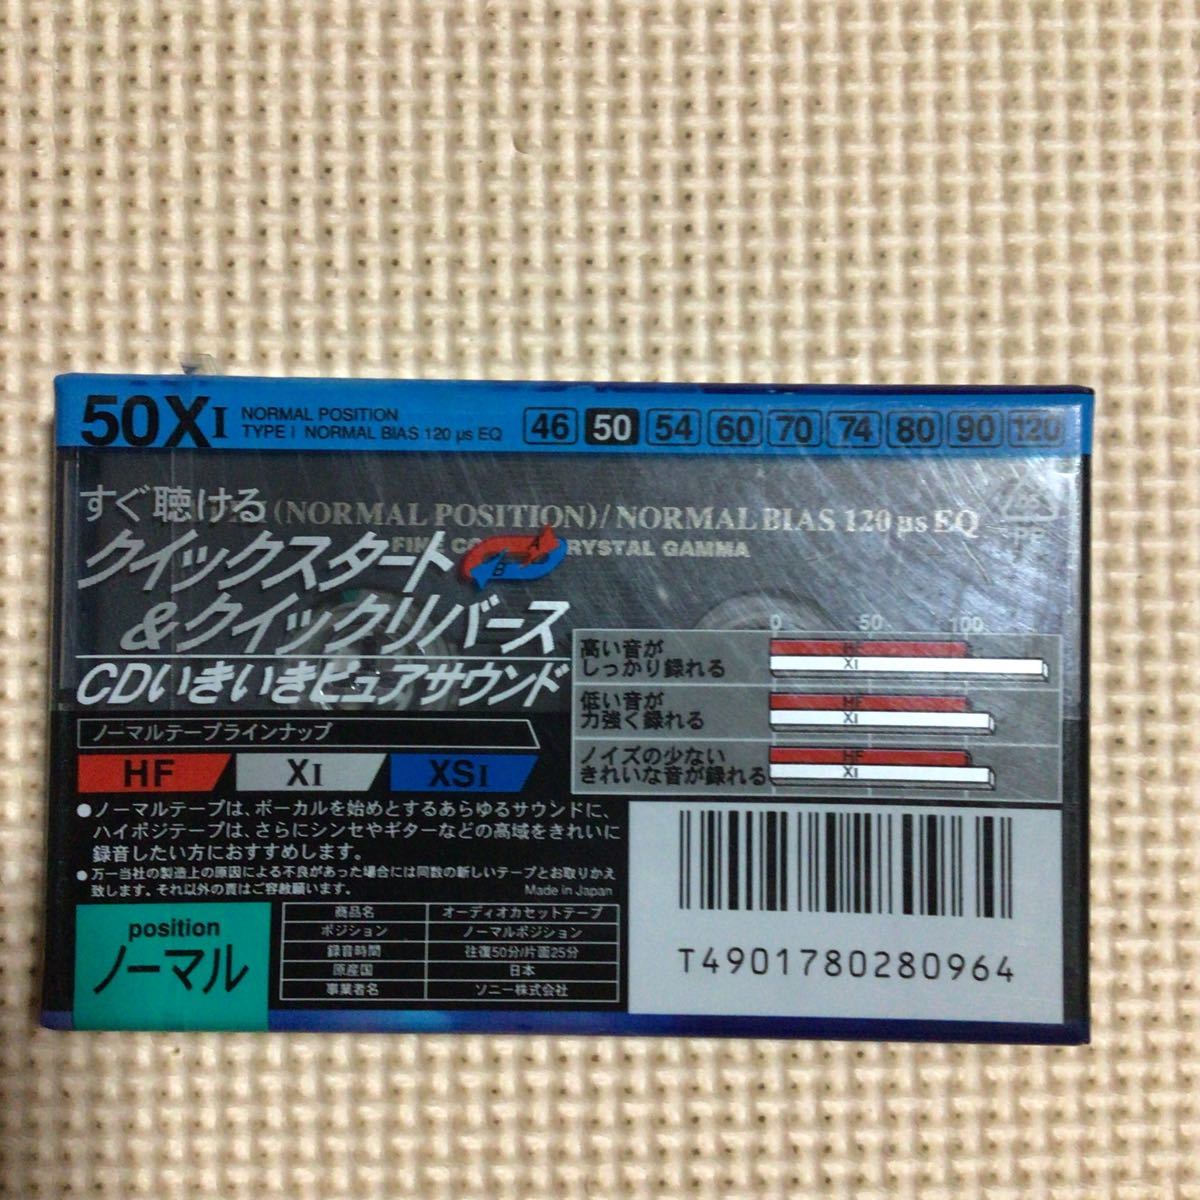 50XI
NORMAL POSITION
TYPE I NORMAL BIAS 120 µs EQ
46 50 54 60 70 74 80 90 120
すぐ聴ける
(NORMAL POSITION)/NORMAL BIAS 120 µs EQ
CRYSTAL GAMMA
クイックスタート
A
B
&クイックリバース
CDいきいきピュアサウンド
0 50 100
高い音が
しっかり録れる
HF
XI
低い音が
力強く録れる
HF
XI
ノイズの少ない
きれいな音が録れる
HF
XI
ノーマルテープラインナップ
HF XI XSI
●ノーマルテープは、ボーカルを始めとするあらゆるサウンドに、
ハイポジテープは、さらにシンセやギターなどの高域をきれいに
録音したい方におすすめします。
●万一当社の製造上の原因による不良があった場合には同数の新しいテープとお取りかえ
致します。それ以外の責はご容赦願います。
Made in Japan
position
ノーマル
商品名 オーディオカセットテープ
ポジション ノーマルポジション
録音時間 往復50分/片面25分
原産国 日本
事業者名 ソニー株式会社
T4901780280964